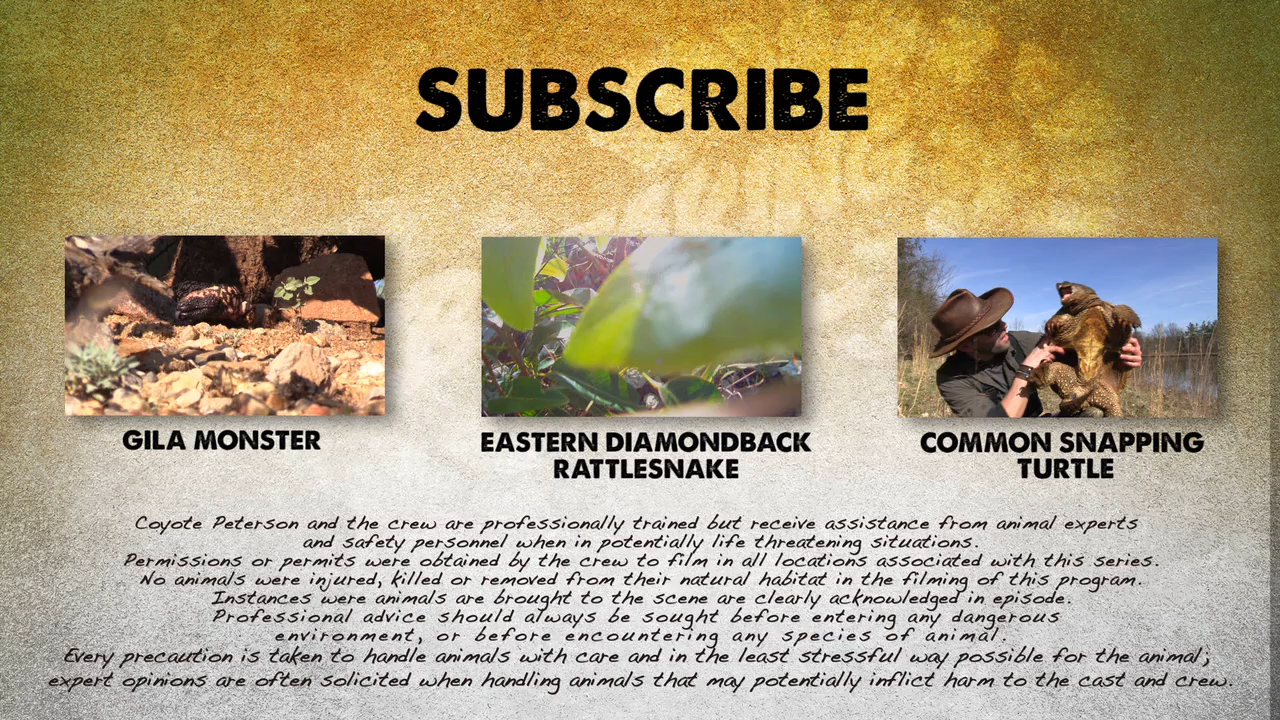 SUBSCRIBE
GILA MONSTER
EASTERN DIAMONDBACK
RATTLESNAKE
COMMON SNAPPING
TURTLE
Coyote Peterson and the crew are professionally trained but receive assistance from animal experts
and safety personnel when in potentially life threatening situations.
Permissions or permits were obtained by the crew to film in all locations associated with this series.
No animals were injured, killed or removed from their natural habitat in the filming of this program.
Instances were animals are brought to the scene are clearly acknowledged in episode.
Professional advice should always be sought before entering any dangerous
environment, or before encountering any species of animal.
Every precaution is taken to handle animals with care and in the least stressful way possible for the animal;
expert opinions are often solicited when handling animals that may potentially inflict harm to the cast and crew.